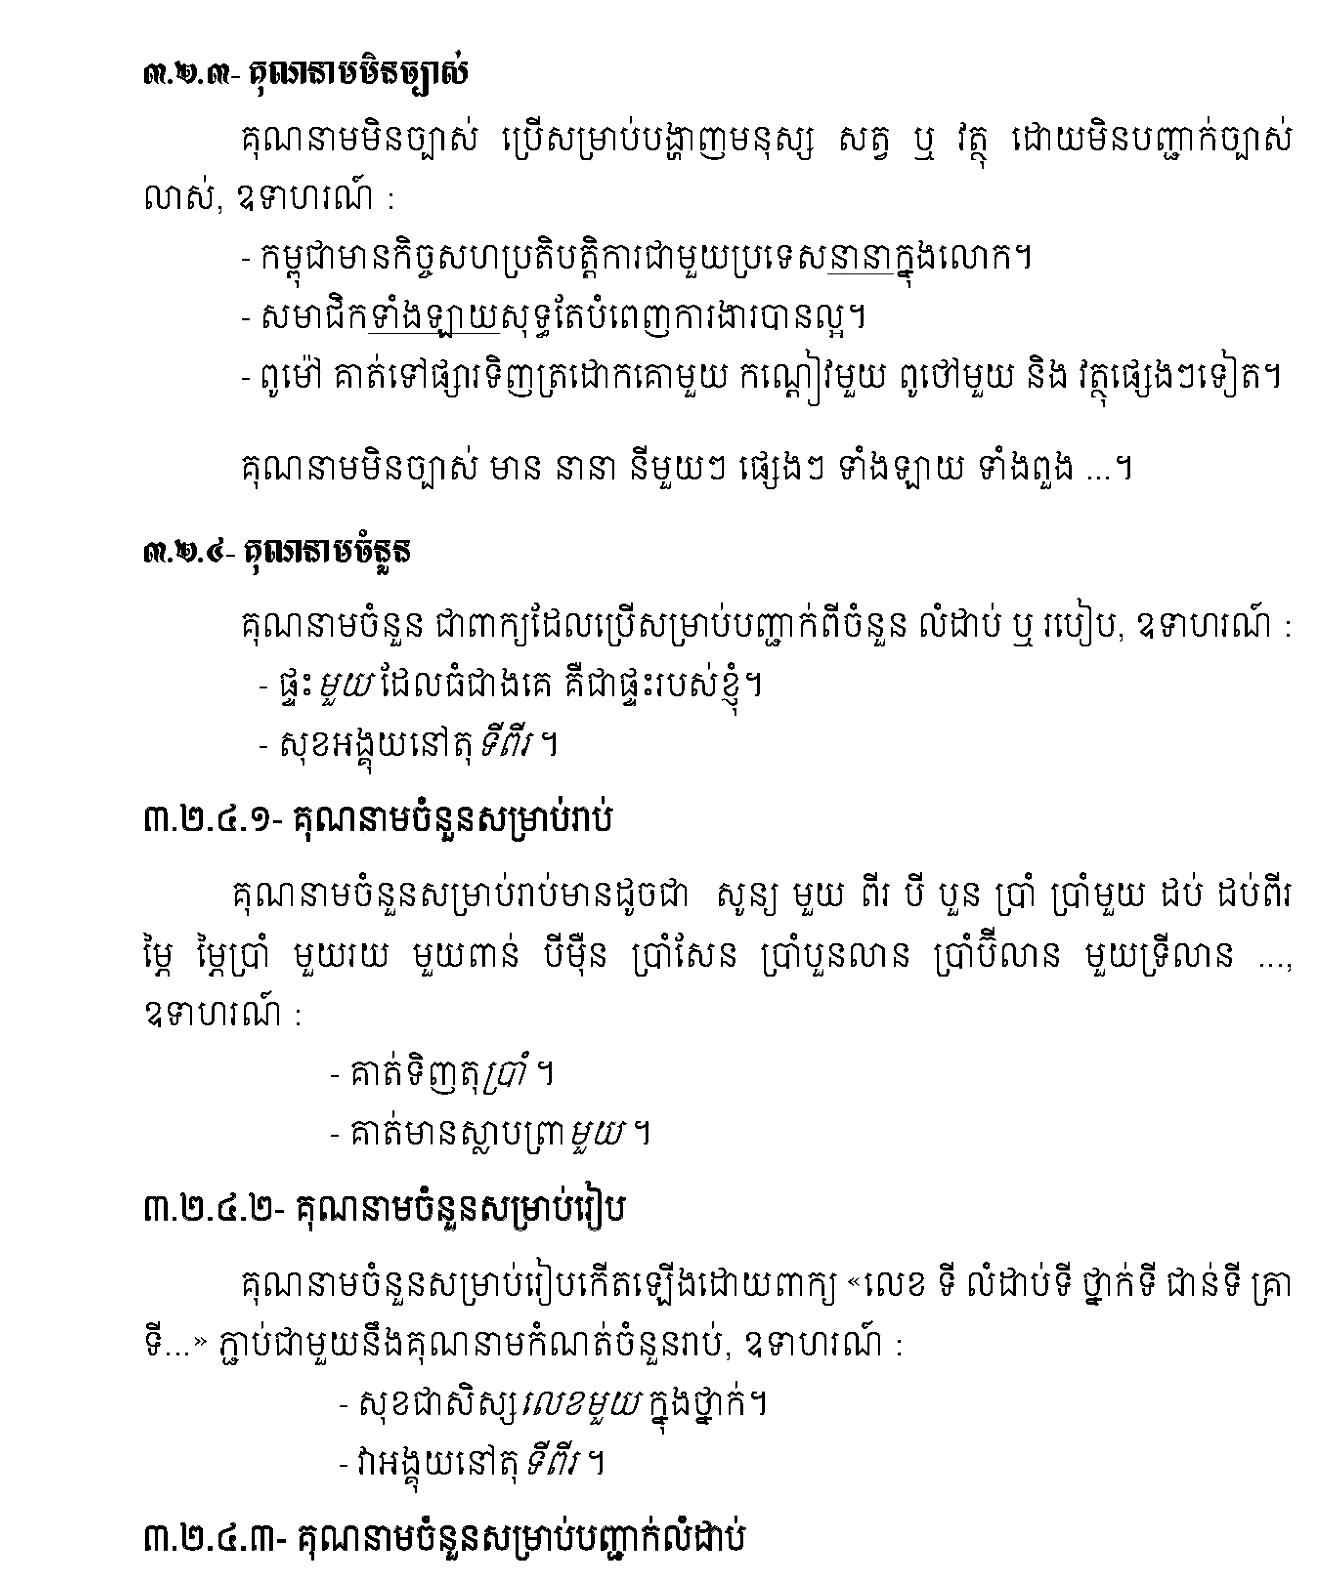 ៣.២.៣- គុណនាមមិនច្បាស់
គុណនាមមិនច្បាស់ ប្រើសម្រាប់បង្ហាញមនុស្ស សត្វ ឬ វត្ថុ ដោយមិនបញ្ជាក់ច្បាស់
លាស់, ឧទាហរណ៍ :
- កម្ពុជាមានកិច្ចសហប្រតិបត្តិការជាមួយប្រទេសនានាក្នុងលោក។
- សមាជិកទាំងឡាយសុទ្ធតែបំពេញការងារបានល្អ។
- ពូម៉ៅ គាត់ទៅផ្សារទិញត្រដោកគោមួយ កណ្ដៀវមួយ ពូថៅមួយ និង វត្ថុផ្សេងៗទៀត។
គុណនាមមិនច្បាស់ មាន នានា នីមួយៗ ផ្សេងៗ ទាំងឡាយ ទាំងពួង ...។
៣.២.៤- គុណនាមចំនួន
គុណនាមចំនួន ជាពាក្យដែលប្រើសម្រាប់បញ្ជាក់ពីចំនួន លំដាប់ ឬ របៀប, ឧទាហរណ៍ :
- ផ្ទះមួយ ដែលធំជាងគេ គឺជាផ្ទះរបស់ខ្ញុំ។
- សុខអង្គុយនៅតុទីពីរ ។
៣.២.៤.១- គុណនាមចំនួនសម្រាប់រាប់
គុណនាមចំនួនសម្រាប់រាប់មានដូចជា សូន្យ មួយ ពីរ បី បួន ប្រាំ ប្រាំមួយ ដប់ ដប់ពីរ
ម្ភៃ ម្ភៃប្រាំ មួយរយ មួយពាន់ បីម៉ឺន ប្រាំសែន ប្រាំបួនលាន ប្រាំប៊ីលាន មួយទ្រីលាន ...,
ឧទាហរណ៍ :
- គាត់ទិញតុប្រាំ ។
- គាត់មានស្លាបព្រាមួយ ។
៣.២.៤.២- គុណនាមចំនួនសម្រាប់រៀប
គុណនាមចំនួនសម្រាប់រៀបកើតឡើងដោយពាក្យ «លេខ ទី លំដាប់ទី ថ្នាក់ទី ជាន់ទី គ្រា
ទី...» ភ្ជាប់ជាមួយនឹងគុណនាមកំណត់ចំនួនរាប់, ឧទាហរណ៍ :
- សុខជាសិស្សលេខមួយ ក្នុងថ្នាក់។
- វាអង្គុយនៅតុទីពីរ ។
៣.២.៤.៣- គុណនាមចំនួនសម្រាប់បញ្ជាក់លំដាប់